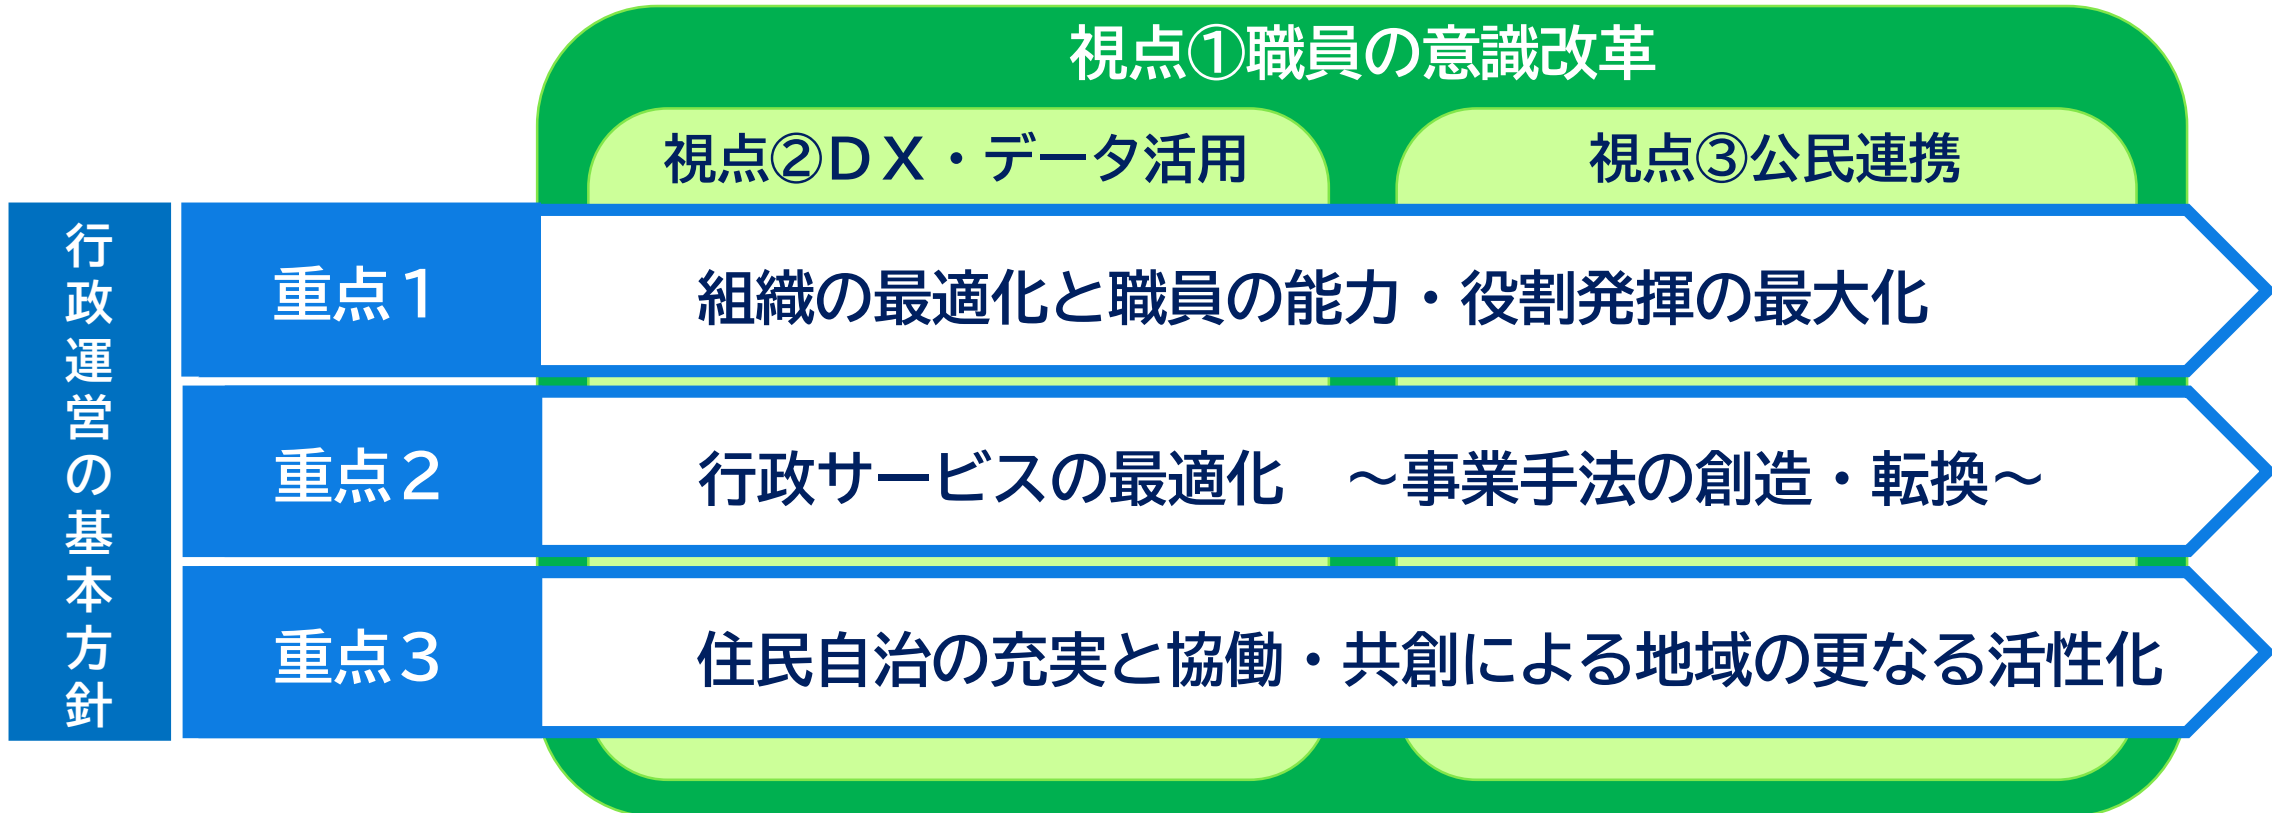 視点①職員の意識改革
視点②ＤＸ・データ活用
視点③公民連携
行政運営の基本方針
重点１
組織の最適化と職員の能力・役割発揮の最大化
重点２
行政サービスの最適化　～事業手法の創造・転換～
重点３
住民自治の充実と協働・共創による地域の更なる活性化